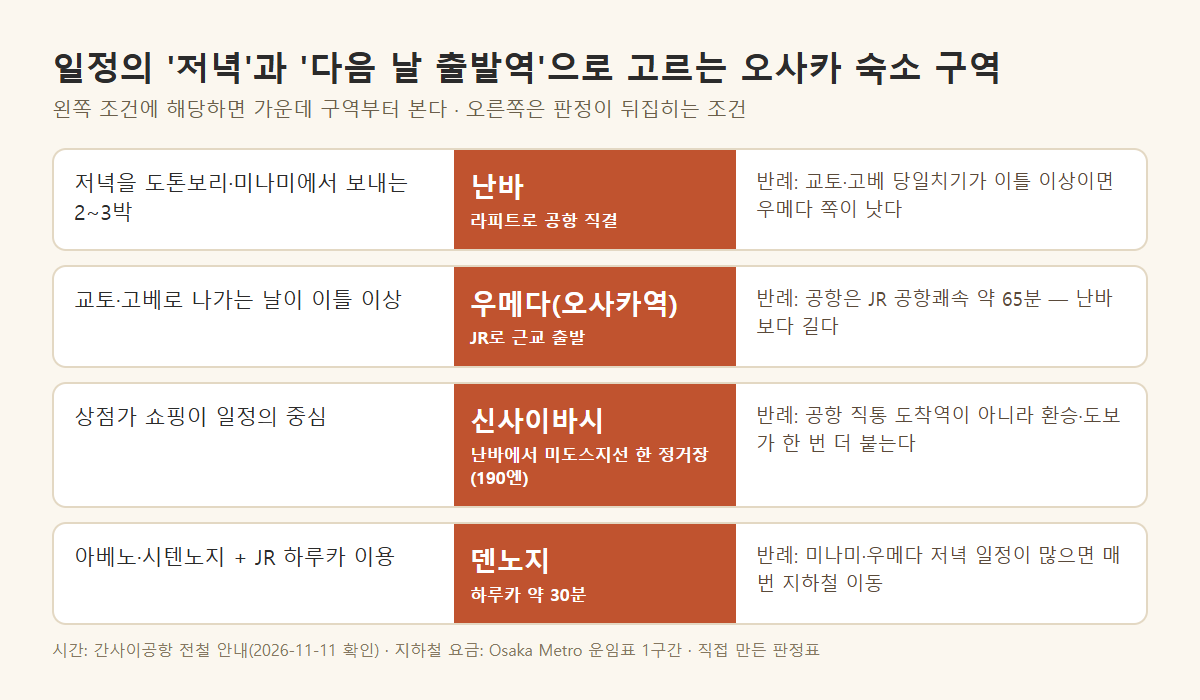 일정의 '저녁'과 '다음 날 출발역'으로 고르는 오사카 숙소 구역
왼쪽 조건에 해당하면 가운데 구역부터 본다 · 오른쪽은 판정이 뒤집히는 조건
저녁을 도톤보리·미나미에서 보내는
2~3박
난바
라피트로 공항 직결
반례: 교토·고베 당일치기가 이틀 이상이면
우메다 쪽이 낫다
교토·고베로 나가는 날이 이틀 이상
우메다(오사카역)
JR로 근교 출발
반례: 공항은 JR 공항쾌속 약 65분 — 난바
보다 길다
상점가 쇼핑이 일정의 중심
신사이바시
난바에서 미도스지선 한 정거장
(190엔)
반례: 공항 직통 도착역이 아니라 환승·도보
가 한 번 더 붙는다
아베노·시텐노지 + JR 하루카 이용
덴노지
하루카 약 30분
반례: 미나미·우메다 저녁 일정이 많으면 매
번 지하철 이동
시간: 간사이공항 전철 안내(2026-11-11 확인) · 지하철 요금: Osaka Metro 운임표 1구간 · 직접 만든 판정표